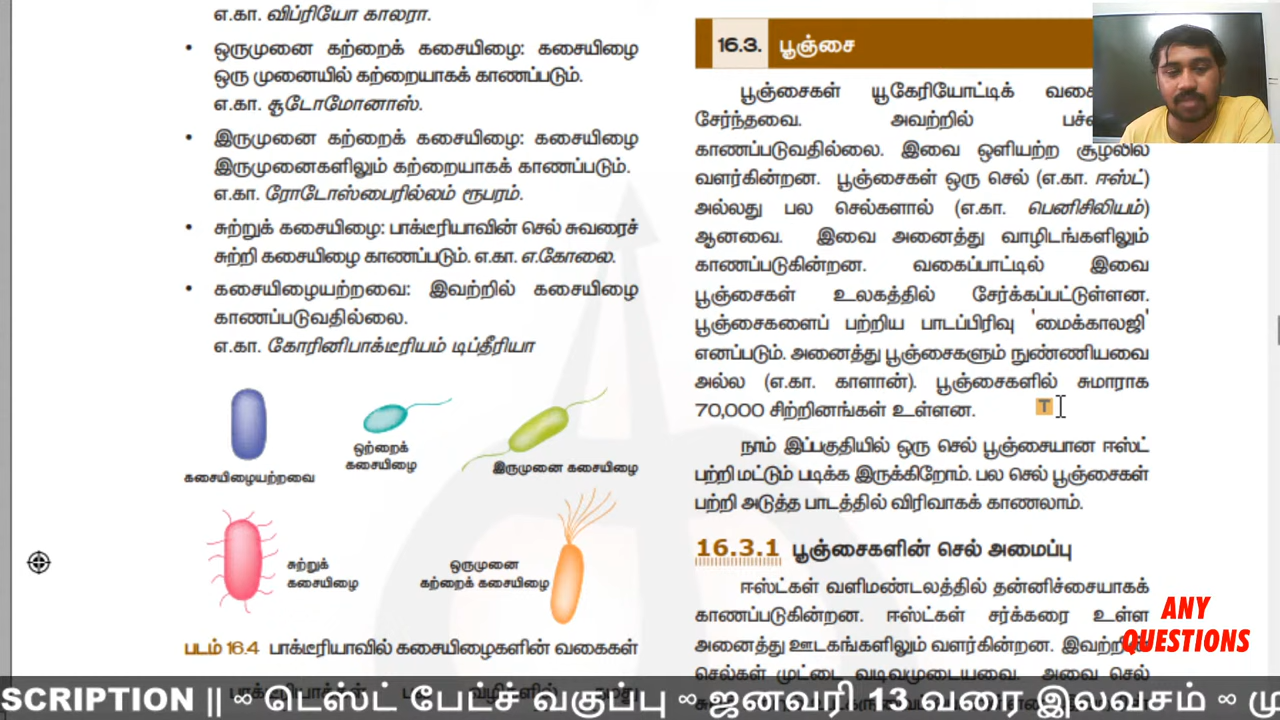 எ.கா. விப்ரியோ காலரா.
• ஒருமுனை கற்றைக் கசையிழை: கசையிழை
ஒரு முனையில் கற்றையாகக் காணப்படும்.
எ.கா. சூடோமோனாஸ்.
• இருமுனை கற்றைக் கசையிழை: கசையிழை
இருமுனைகளிலும் கற்றையாகக் காணப்படும்.
எ.கா. ரோடோஸ்பைரில்லம் ரூபரம்.
• சுற்றுக் கசையிழை: பாக்டீரியாவின் செல் சுவரைச்
சுற்றி கசையிழை காணப்படும். எ.கா. எ.கோலை.
• கசையிழையற்றவை: இவற்றில் கசையிழை
காணப்படுவதில்லை.
எ.கா. கோரினிபாக்டீரியம் டிப்தீரியா
கசையிழையற்றவை
ஒற்றைக்
கசையிழை
இருமுனை கசையிழை
சுற்றுக்
கசையிழை
ஒருமுனை
கற்றைக் கசையிழை
படம் 16.4 பாக்டீரியாவில் கசையிழைகளின் வகைகள்
16.3. பூஞ்சை
பூஞ்சைகள் யூகேரியோட்டிக்
சேர்ந்தவை. அவற்றில்
காணப்படுவதில்லை. இவை ஒளியற்ற சூழலில்
வளர்கின்றன. பூஞ்சைகள் ஒரு செல் (எ.கா. ஈஸ்ட்)
அல்லது பல செல்களால் (எ.கா. பெனிசிலியம்)
ஆனவை. இவை அனைத்து வாழிடங்களிலும்
காணப்படுகின்றன. வகைப்பாட்டில் இவை
பூஞ்சைகள் உலகத்தில் சேர்க்கப்பட்டுள்ளன.
பூஞ்சைகளைப் பற்றிய பாடப்பிரிவு 'மைக்காலஜி'
எனப்படும். அனைத்து பூஞ்சைகளும் நுண்ணியவை
அல்ல (எ.கா. காளான்). பூஞ்சைகளில் சுமாராக
70,000 சிற்றினங்கள் உள்ளன. T
நாம் இப்பகுதியில் ஒரு செல் பூஞ்சையான ஈஸ்ட்
பற்றி மட்டும் படிக்க இருக்கிறோம். பல செல் பூஞ்சைகள்
பற்றி அடுத்த பாடத்தில் விரிவாகக் காணலாம்.
16.3.1 பூஞ்சைகளின் செல் அமைப்பு
ஈஸ்ட்கள் வளிமண்டலத்தில் தன்னிச்சையாகக்
காணப்படுகின்றன. ஈஸ்ட்கள் சர்க்கரை உள்ள
அனைத்து ஊடகங்களிலும் வளர்கின்றன.
செல்கள் முட்டை வடிவமுடையவை. அவை செல்
ANY
QUESTIONS
SCRIPTION || ∞ டெஸ்ட் பேட்ச் வகுப்பு ∞ ஜனவரி 13 வரை இலவசம் ∞ மு